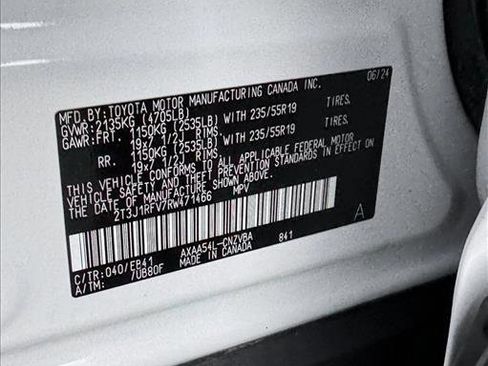 MFD.BY:TOYOTA MOTOR MANUFACTURING CANADA INC. 06/24
GVWR:2135KG (4705LB)
GAWR:FRT. 1150KG (2535LB) WITH 235/55R19 TIRES.
19x7 1/2J RIMS.
RR. 1150KG (2535LB) WITH 235/55R19 TIRES.
19x7 1/2J RIMS.
THIS VEHICLE CONFORMS TO ALL APPLICABLE FEDERAL MOTOR
VEHICLE SAFETY AND THEFT PREVENTION STANDARDS IN EFFECT ON
THE DATE OF MANUFACTURE SHOWN ABOVE.
2T3J1RFV7RW471466 MPV
C/TR:040/EB41 AXAA54L-CNZVBA 841 A
A/TM: /UB80F MADE IN CANADA